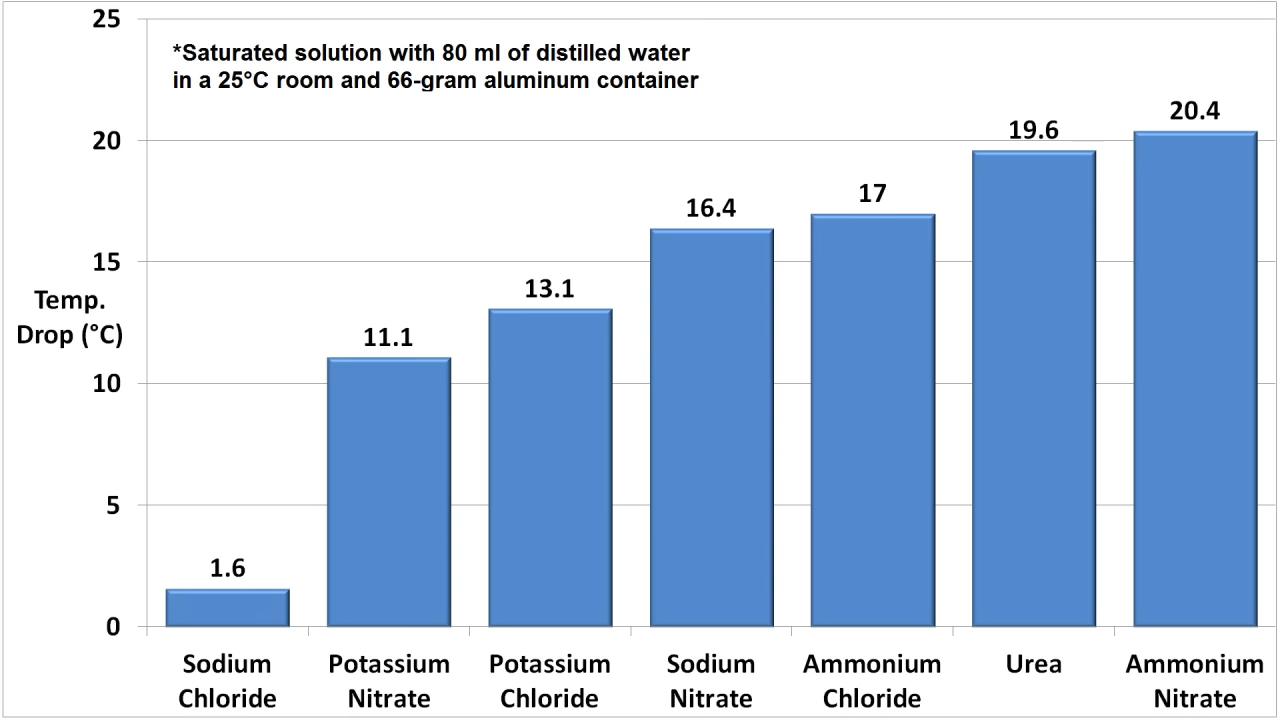 25
*Saturated solution with 80 ml of distilled water
in a 25°C room and 66-gram aluminum container
20.4
19.6
20
17
16.4
15
13.1
Temp.
Drop (°C)
11.1
10
5
1.6
0
Sodium Chloride
Potassium Nitrate
Potassium Chloride
Sodium Nitrate
Ammonium Chloride
Urea
Ammonium Nitrate